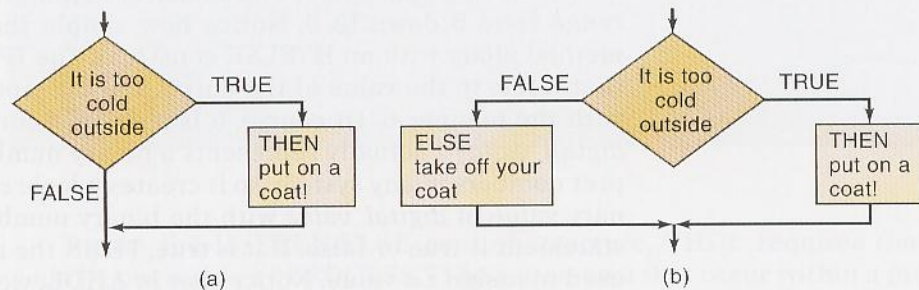 It is too
cold
outside
TRUE
THEN
put on a
coat!
FALSE
(a)
It is too
cold
outside
FALSE
TRUE
ELSE
take off your
coat
THEN
put on a
coat!
(b)